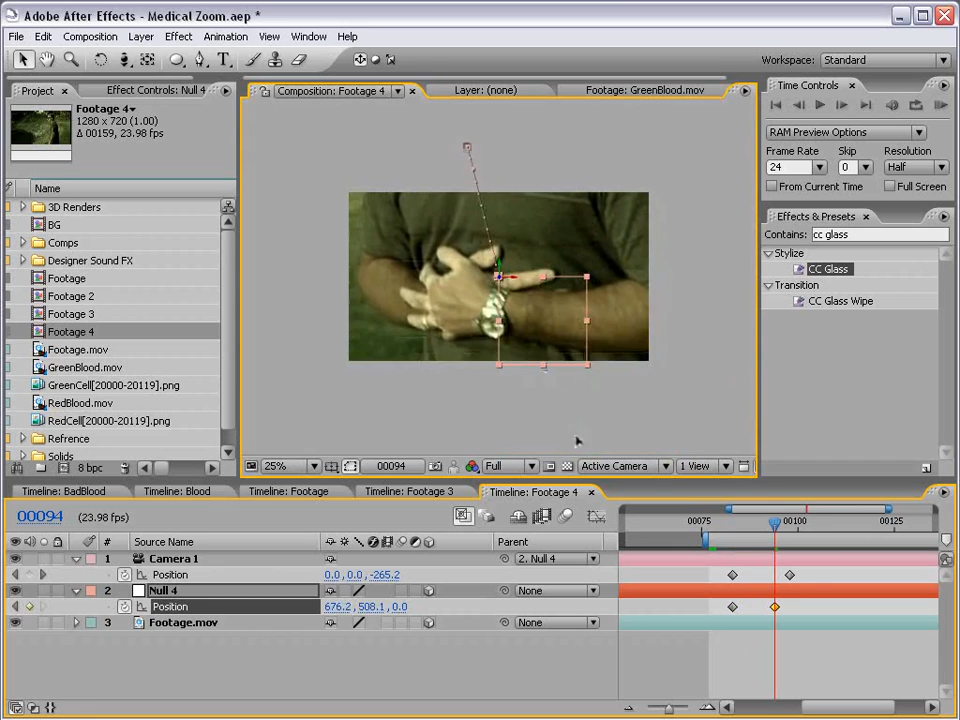 Adobe After Effects - Medical Zoom.aep *
File Edit Composition Layer Effect Animation View Window Help
Workspace: Standard
Project Effect Controls: Null 4
Composition: Footage 4 Layer: (none) Footage: GreenBlood.mov
Time Controls
Footage 4
1280 x 720 (1.00)
Δ 00159, 23.98 fps
RAM Preview Options
Frame Rate Skip Resolution
24 0 Half
From Current Time Full Screen
Name
3D Renders
BG
Comps
Designer Sound FX
Footage
Footage 2
Footage 3
Footage 4
Footage.mov
GreenBlood.mov
GreenCell[20000-20119].png
RedBlood.mov
RedCell[20000-20119].png
Refrence
Solids
8 bpc
Effects & Presets
Contains: cc glass
Stylize
CC Glass
Transition
CC Glass Wipe
25% 00094 Full Active Camera 1 View
Timeline: BadBlood Timeline: Blood Timeline: Footage Timeline: Footage 3 Timeline: Footage 4
00094 (23.98 fps)
00075 00100 00125
# Source Name Parent
1 Camera 1 2. Null 4
Position 0.0, 0.0, -265.2
2 Null 4 None
Position 676.2, 508.1, 0.0
3 Footage.mov None